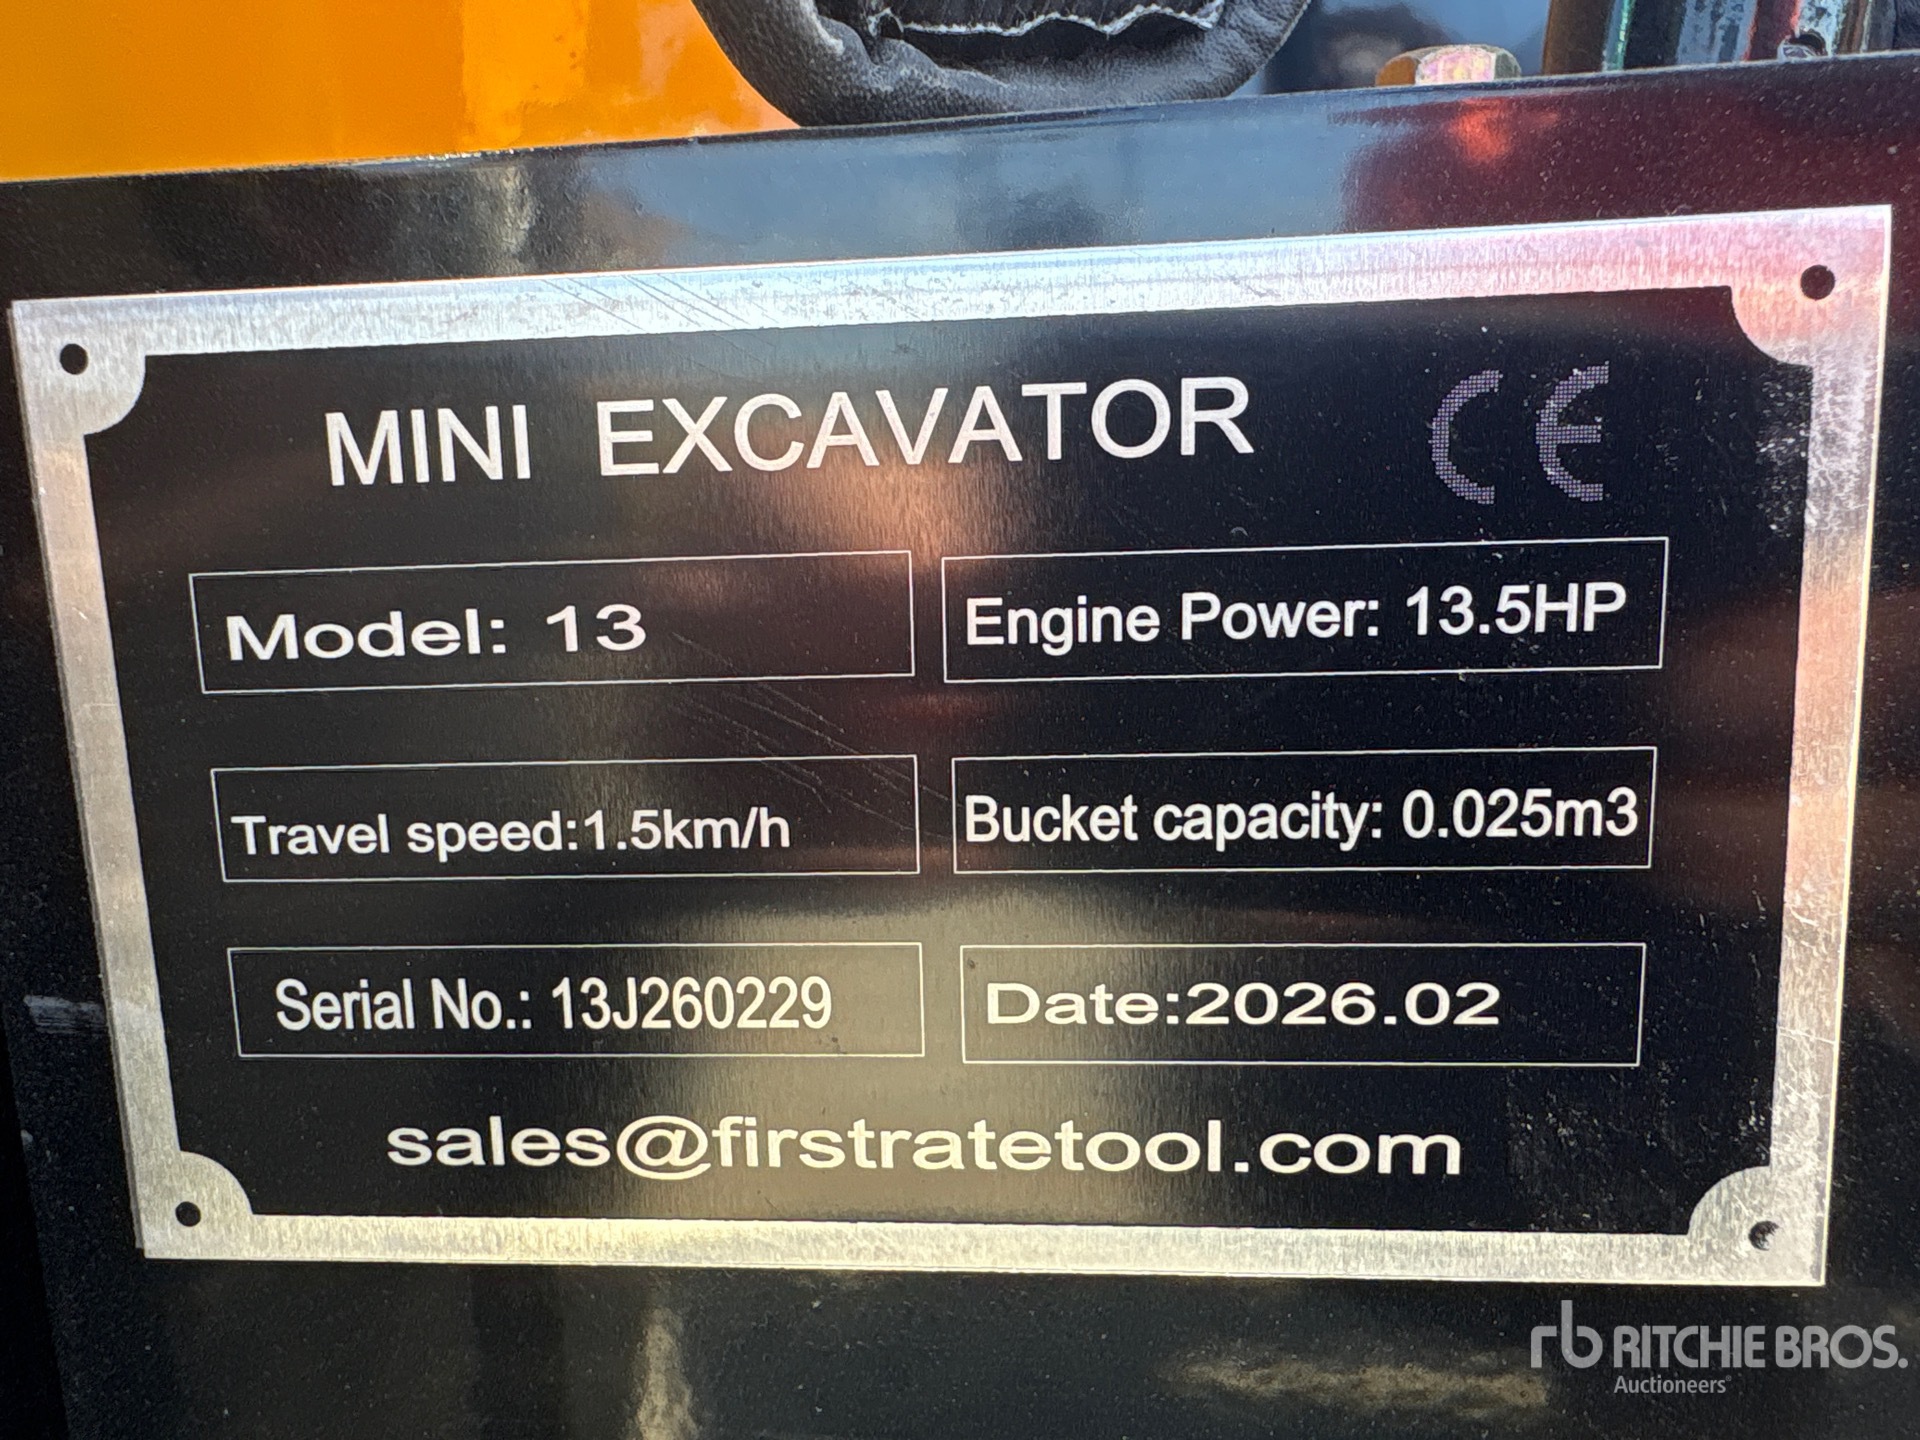 MINI EXCAVATOR CE
Model: 13
Engine Power: 13.5HP
Travel speed:1.5km/h
Bucket capacity: 0.025m3
Serial No.: 13J260229
Date:2026.02
sales@firstratetool.com
rb RITCHIE BROS.
Auctioneers